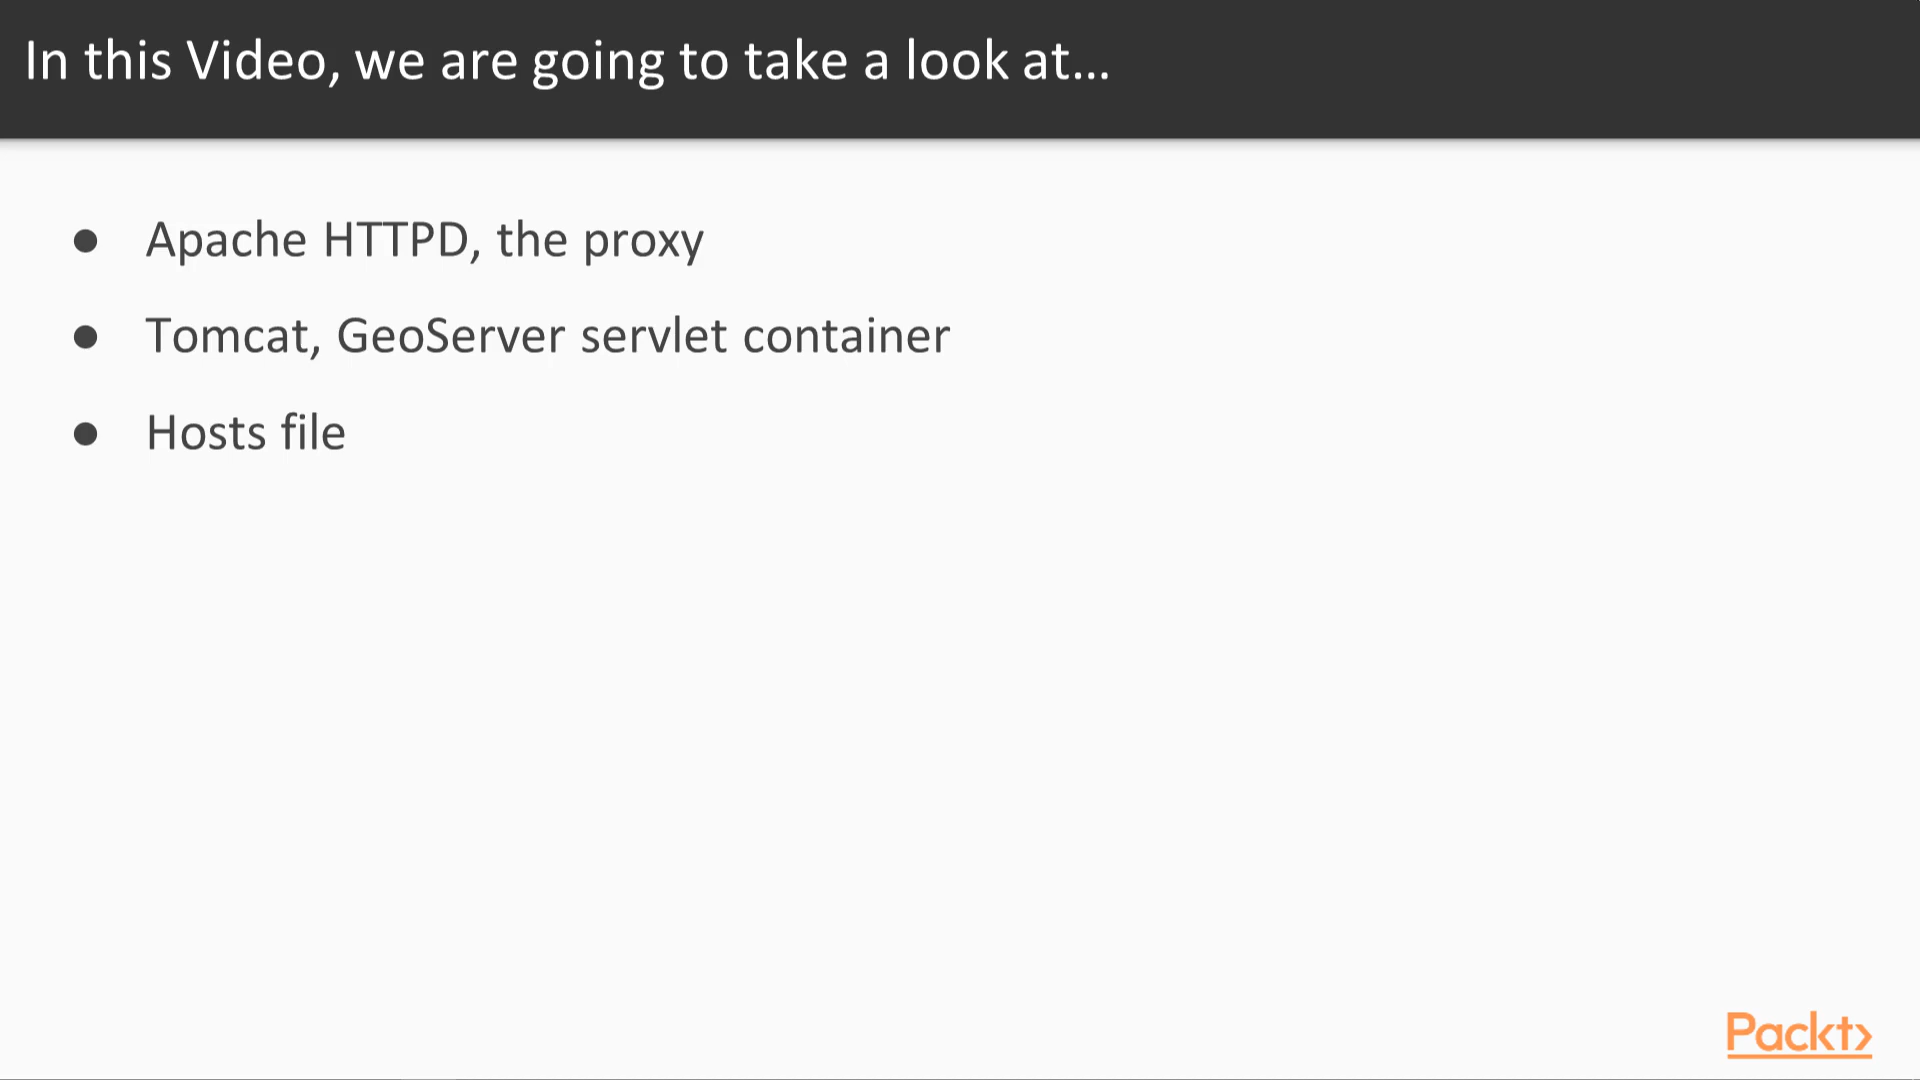 In this Video, we are going to take a look at...
● Apache HTTPD, the proxy
● Tomcat, GeoServer servlet container
● Hosts file
Packt>